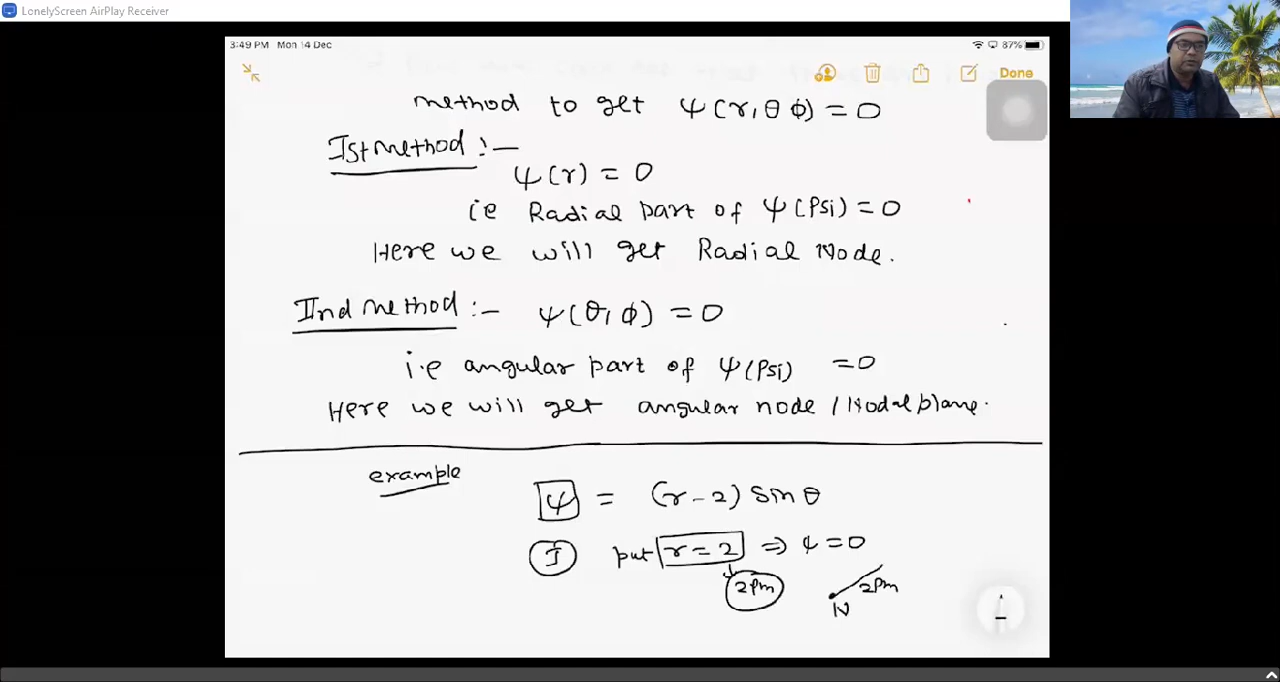 LonelyScreen AirPlay Receiver
3:49 PM Mon 14 Dec
87%
Done
method to get ψ(r, θ φ) = 0
Ist method :-
ψ(r) = 0
ie Radial part of ψ(Psi) = 0
Here we will get Radial Node.
IInd method :- ψ(θ, φ) = 0
i.e angular part of ψ(Psi) = 0
Here we will get angular node / Nodal plane.
example
ψ = (r - 2) sin θ
I put r = 2 ⇒ ψ = 0
2Pm 2Pm
N